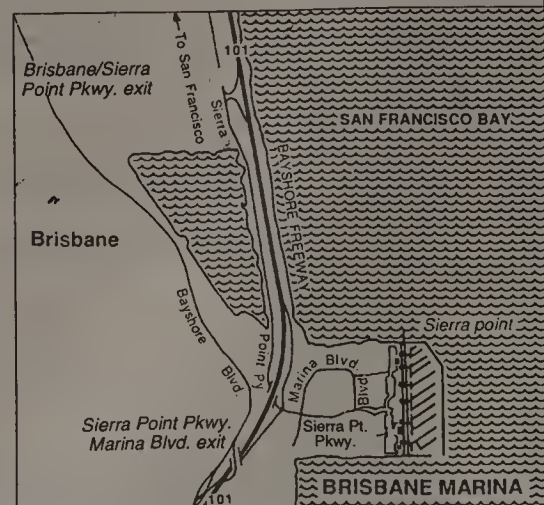 To San Francisco
101
Brisbane/Sierra
Point Pkwy. exit
Sierra
SAN FRANCISCO BAY
BAYSHORE FREEWAY
Brisbane
Bayshore
Blvd.
Point Py
Sierra point
Marina Blvd.
Blvd
Sierra Pt.
Pkwy.
Sierra Point Pkwy.
Marina Blvd. exit
101
BRISBANE MARINA